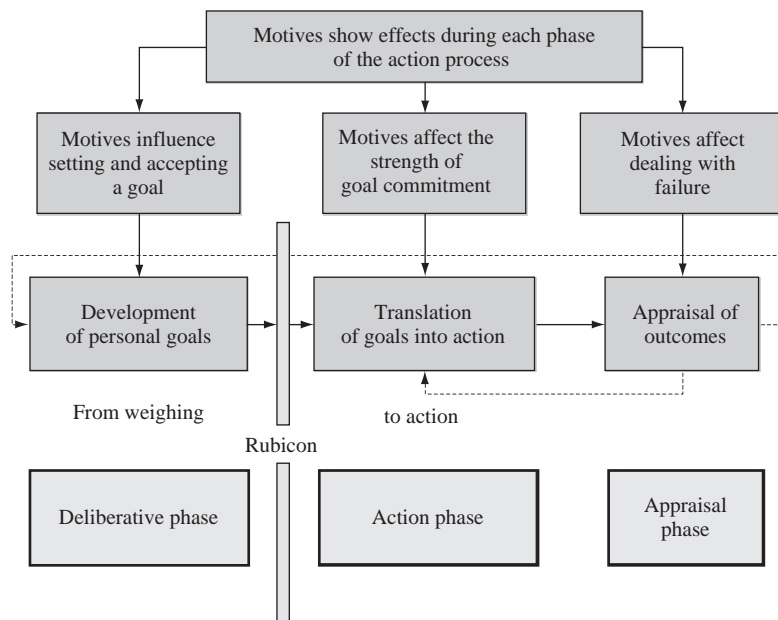 Motives show effects during each phase
of the action process
Motives influence
setting and accepting
a goal
Motives affect the
strength of
goal commitment
Motives affect
dealing with
failure
Development
of personal goals
Translation
of goals into action
Appraisal of
outcomes
From weighing
to action
Rubicon
Deliberative phase
Action phase
Appraisal
phase